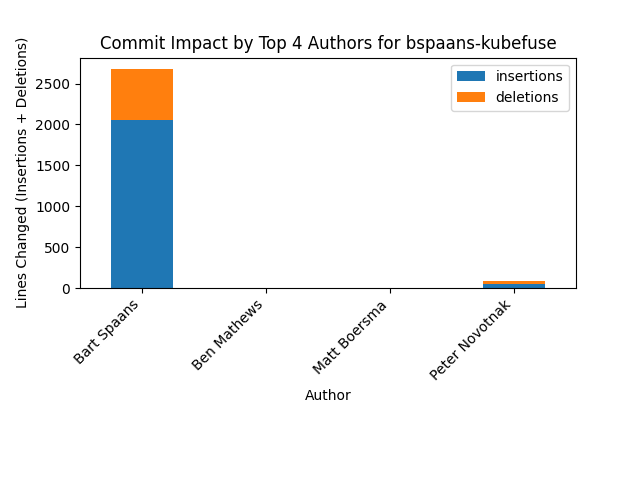 Commit Impact by Top 4 Authors for bspaans-kubefuse
insertions
deletions
Lines Changed (Insertions + Deletions)
2500
2000
1500
1000
500
0
Bart Spaans
Ben Mathews
Matt Boersma
Peter Novotnak
Author